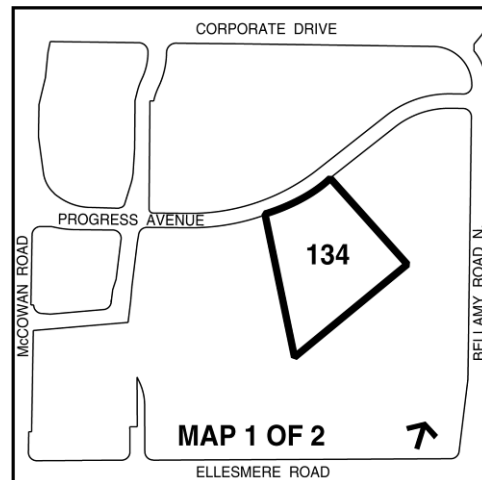 CORPORATE DRIVE
PROGRESS AVENUE
McCOWAN ROAD
134
BELLAMY ROAD N.
MAP 1 OF 2
ELLESMERE ROAD